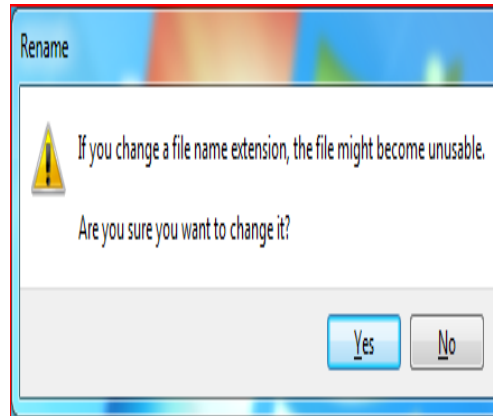 Rename
If you change a file name extension, the file might become unusable.
Are you sure you want to change it?
Yes
No